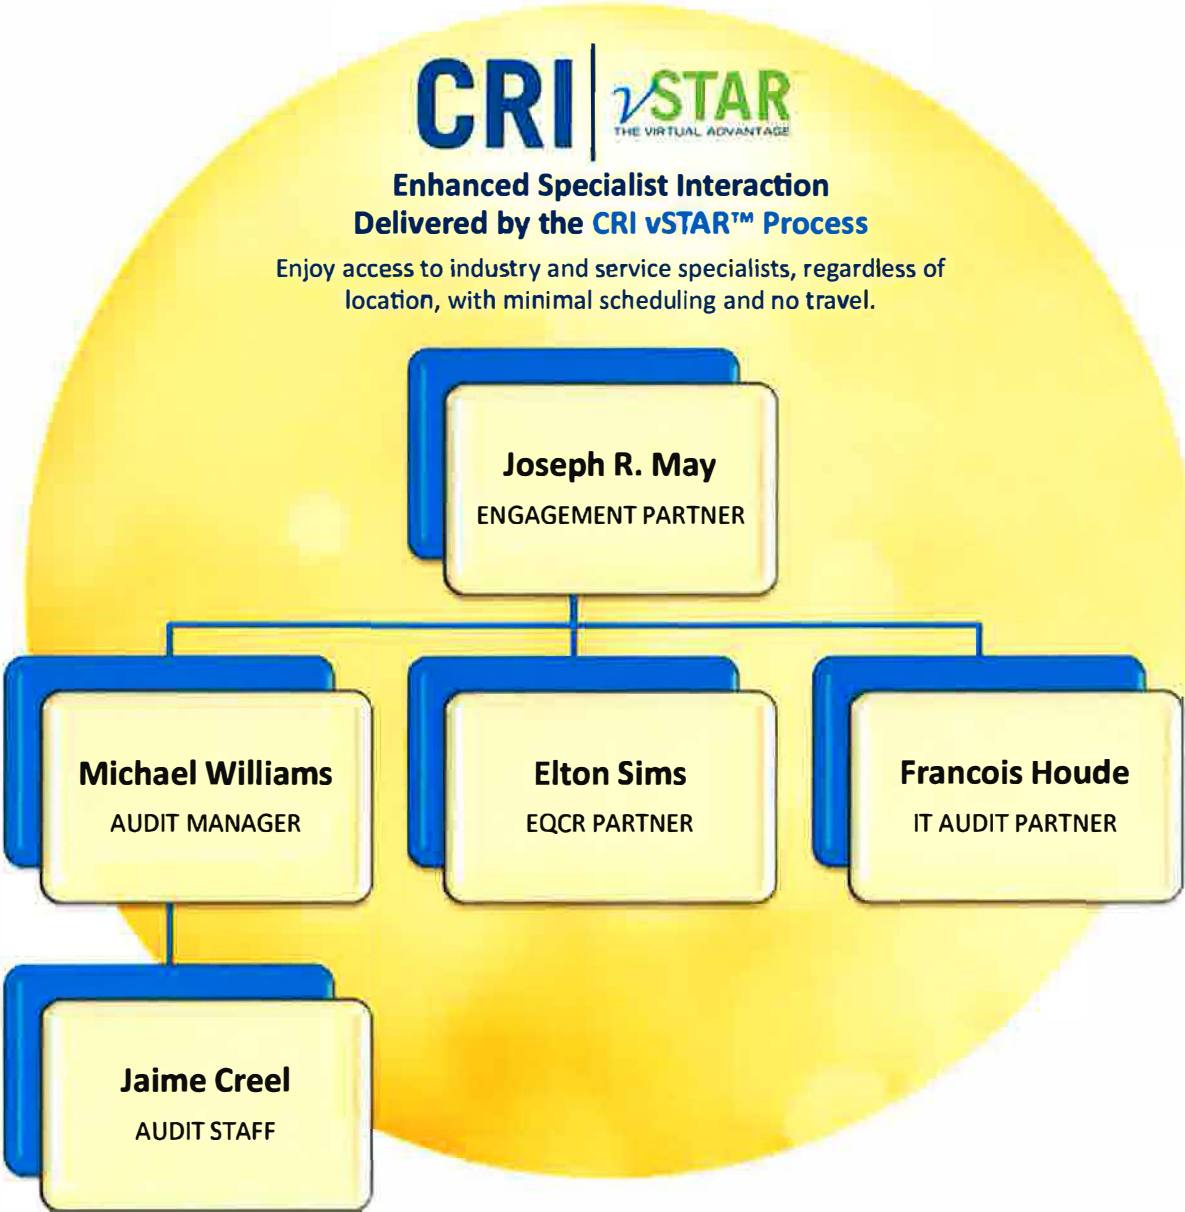 CRI
vSTAR
THE VIRTUAL ADVANTAGE
Enhanced Specialist Interaction
Delivered by the CRI vSTAR™ Process
Enjoy access to industry and service specialists, regardless of
location, with minimal scheduling and no travel.
Joseph R. May
ENGAGEMENT PARTNER
Michael Williams
AUDIT MANAGER
Elton Sims
EQCR PARTNER
Francois Houde
IT AUDIT PARTNER
Jaime Creel
AUDIT STAFF